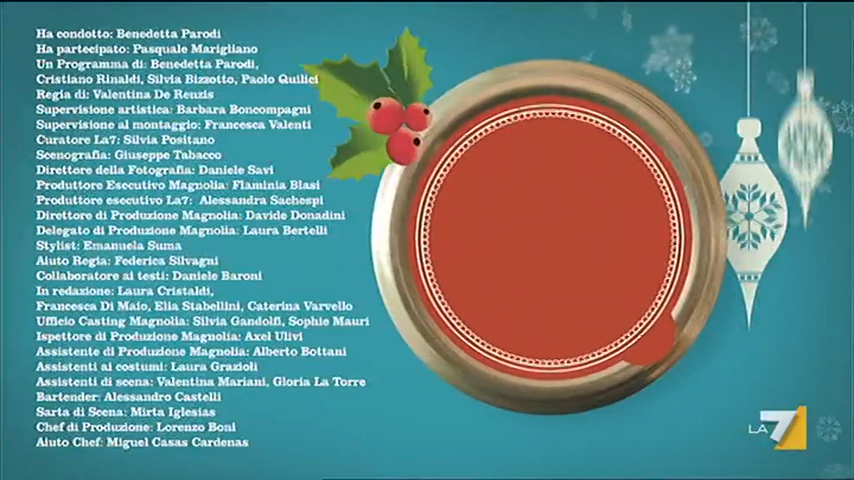 Ha condotto: Benedetta Parodi
Ha partecipato: Pasquale Marigliano
Un Programma di: Benedetta Parodi,
Cristiano Rinaldi, Silvia Bizzotto, Paolo Quilici
Regia di: Valentina De Renzis
Supervisione artistica: Barbara Boncompagni
Supervisione al montaggio: Francesca Valenti
Curatore La7: Silvia Positano
Scenografia: Giuseppe Tabacco
Direttore della Fotografia: Daniele Savi
Produttore Esecutivo Magnolia: Flaminia Blasi
Produttore esecutivo La7: Alessandra Sachespi
Direttore di Produzione Magnolia: Davide Donadini
Delegato di Produzione Magnolia: Laura Bertelli
Stylist: Emanuela Suma
Aiuto Regia: Federica Silvagni
Collaboratore ai testi: Daniele Baroni
In redazione: Laura Cristaldi,
Francesca Di Maio, Elia Stabellini, Caterina Varvello
Ufficio Casting Magnolia: Silvia Gandolfi, Sophie Mauri
Ispettore di Produzione Magnolia: Axel Ulivi
Assistente di Produzione Magnolia: Alberto Bottani
Assistenti ai costumi: Laura Grazioli
Assistenti di scena: Valentina Mariani, Gloria La Torre
Bartender: Alessandro Castelli
Sarta di Scena: Mirta Iglesias
Chef di Produzione: Lorenzo Boni
Aiuto Chef: Miguel Casas Cardenas
LA7